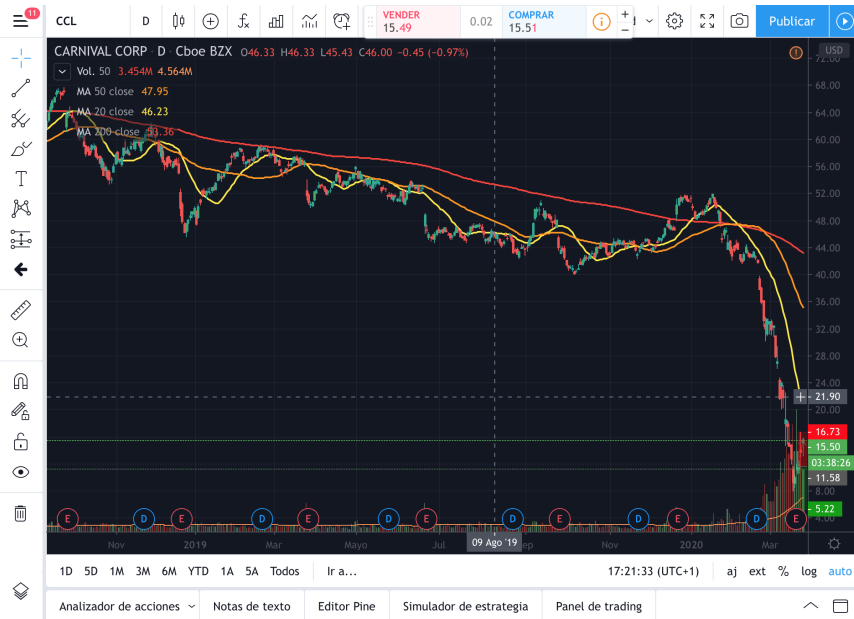 11
CCL
D
VENDER
15.49
0.02
COMPRAR
15.51
Publicar
CARNIVAL CORP D Cboe BZX O46.33 H46.33 L45.43 C46.00 −0.45 (−0.97%)
Vol. 50 3.454M 4.564M
MA 50 close 47.95
MA 20 close 46.23
MA 200 close 53.36
USD
72.00
68.00
64.00
60.00
56.00
52.00
48.00
44.00
40.00
36.00
32.00
28.00
24.00
21.90
20.00
16.73
15.50
03:38:26
11.58
8.00
5.22
4.00
E D E D E D E D E D E D E
Nov 2019 Mar Mayo Jul 09 Ago '19 Nov 2020 Mar
1D 5D 1M 3M 6M YTD 1A 5A Todos Ir a... 17:21:33 (UTC+1) aj ext % log auto
Analizador de acciones Notas de texto Editor Pine Simulador de estrategia Panel de trading